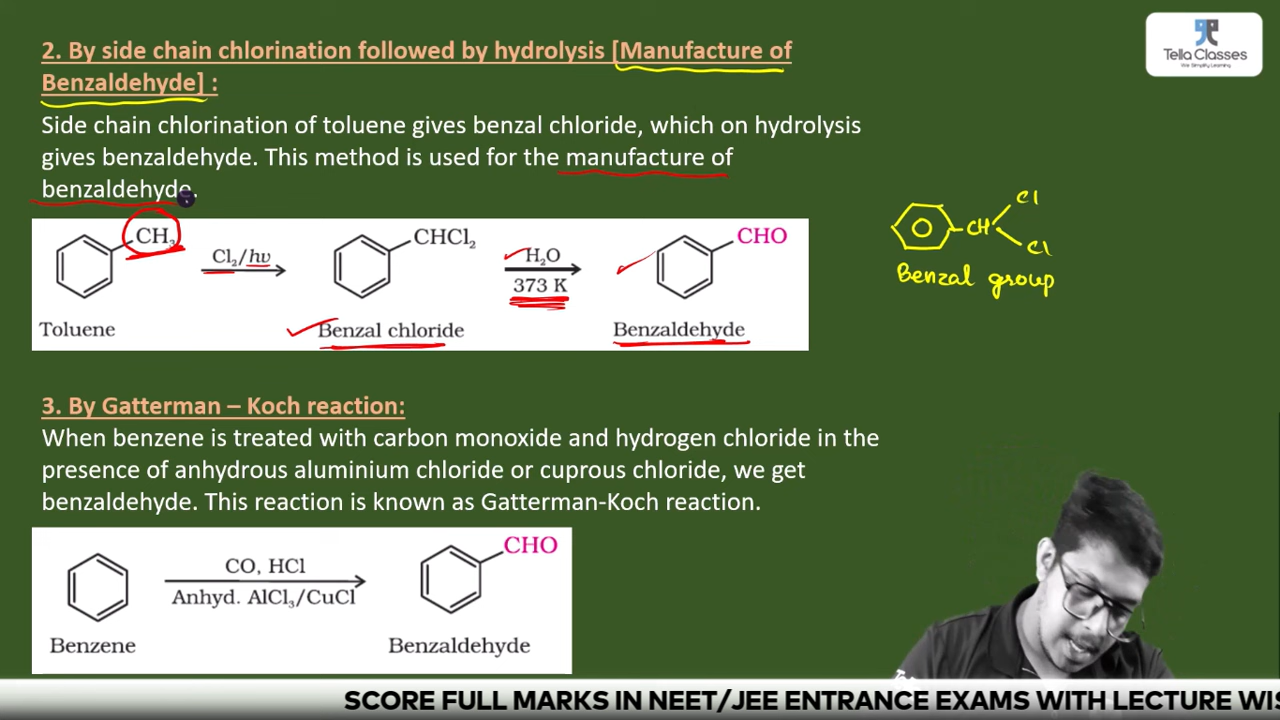 2. By side chain chlorination followed by hydrolysis [Manufacture of
Benzaldehyde] :
Tella Classes
We Simplify Learning
Side chain chlorination of toluene gives benzal chloride, which on hydrolysis
gives benzaldehyde. This method is used for the manufacture of
benzaldehyde.
CH₃
Cl₂/hν
CHCl₂
H₂O
373 K
CHO
Toluene
Benzal chloride
Benzaldehyde
CH
Cl
Cl
Benzal group
3. By Gatterman – Koch reaction:
When benzene is treated with carbon monoxide and hydrogen chloride in the
presence of anhydrous aluminium chloride or cuprous chloride, we get
benzaldehyde. This reaction is known as Gatterman-Koch reaction.
CHO
CO, HCl
Anhyd. AlCl₃/CuCl
Benzene
Benzaldehyde
SCORE FULL MARKS IN NEET/JEE ENTRANCE EXAMS WITH LECTURE WIS